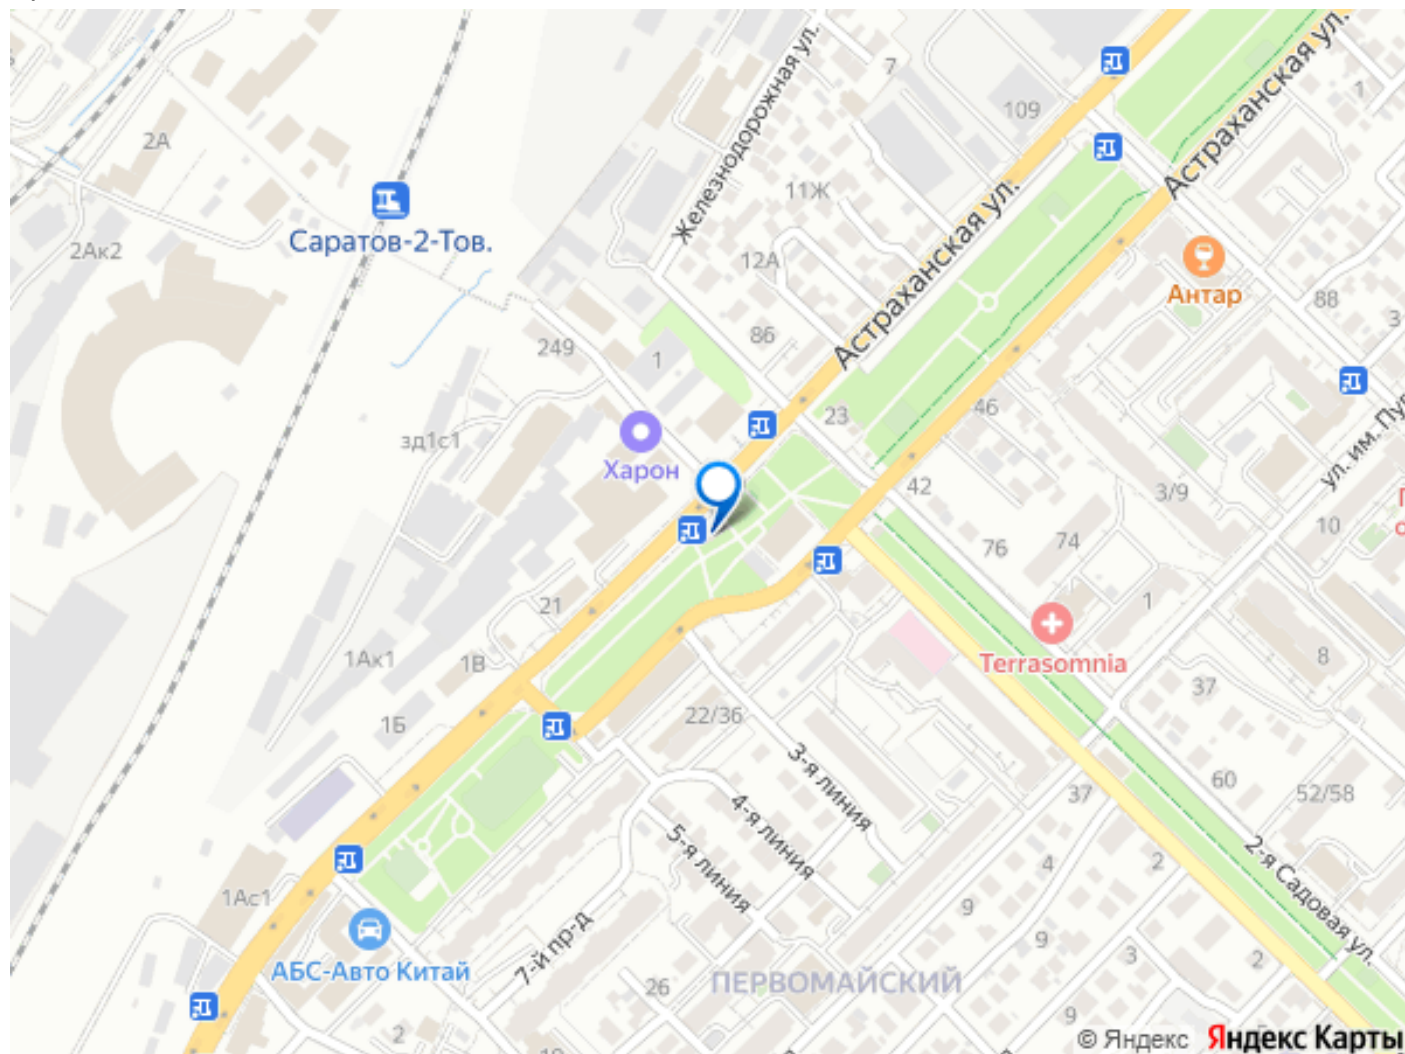 Железнодорожная ул.
Астраханская ул.
7
1
109
2А
11Ж
Саратов-2-Тов.
2Ак2
12А
Астраханская ул.
Антар
88
3
86
249
1
23
46
зд1с1
Харон
ул. им. Пуг
42
3/9
10
76
74
21
1
Terrasomnia
8
1Ак1
1В
37
1Б
22/36
3-я линия
60
52/58
37
4-я линия
5-я линия
4
2
2-я Садовая ул.
1Ас1
9
9
3
2
АБС-Авто Китай
7-й пр-д
26
ПЕРВОМАЙСКИЙ
9
2
© Яндекс Яндекс Карты